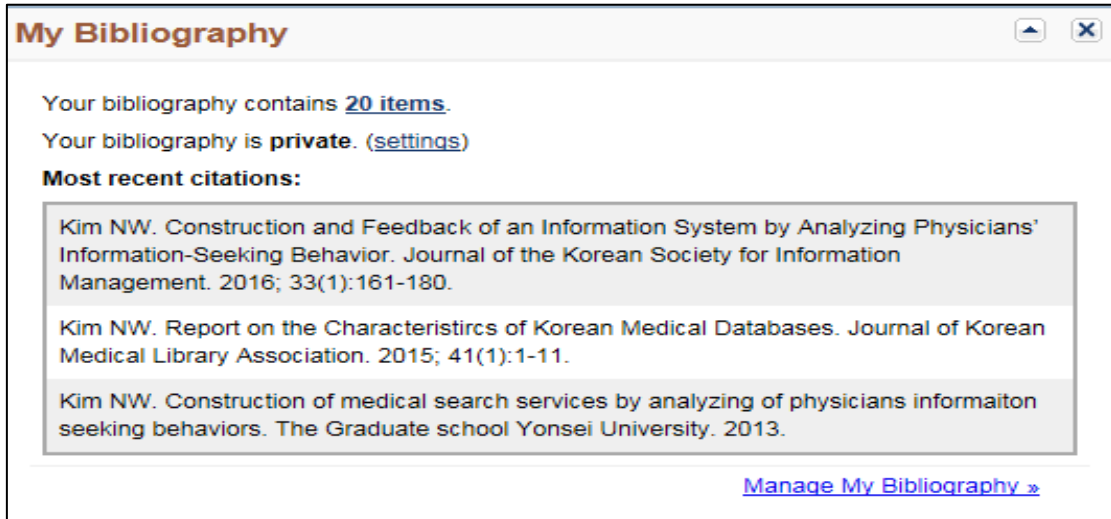 My Bibliography
Your bibliography contains 20 items.
Your bibliography is private. (settings)
Most recent citations:
Kim NW. Construction and Feedback of an Information System by Analyzing Physicians’
Information-Seeking Behavior. Journal of the Korean Society for Information
Management. 2016; 33(1):161-180.
Kim NW. Report on the Characteristircs of Korean Medical Databases. Journal of Korean
Medical Library Association. 2015; 41(1):1-11.
Kim NW. Construction of medical search services by analyzing of physicians informaiton
seeking behaviors. The Graduate school Yonsei University. 2013.
Manage My Bibliography »